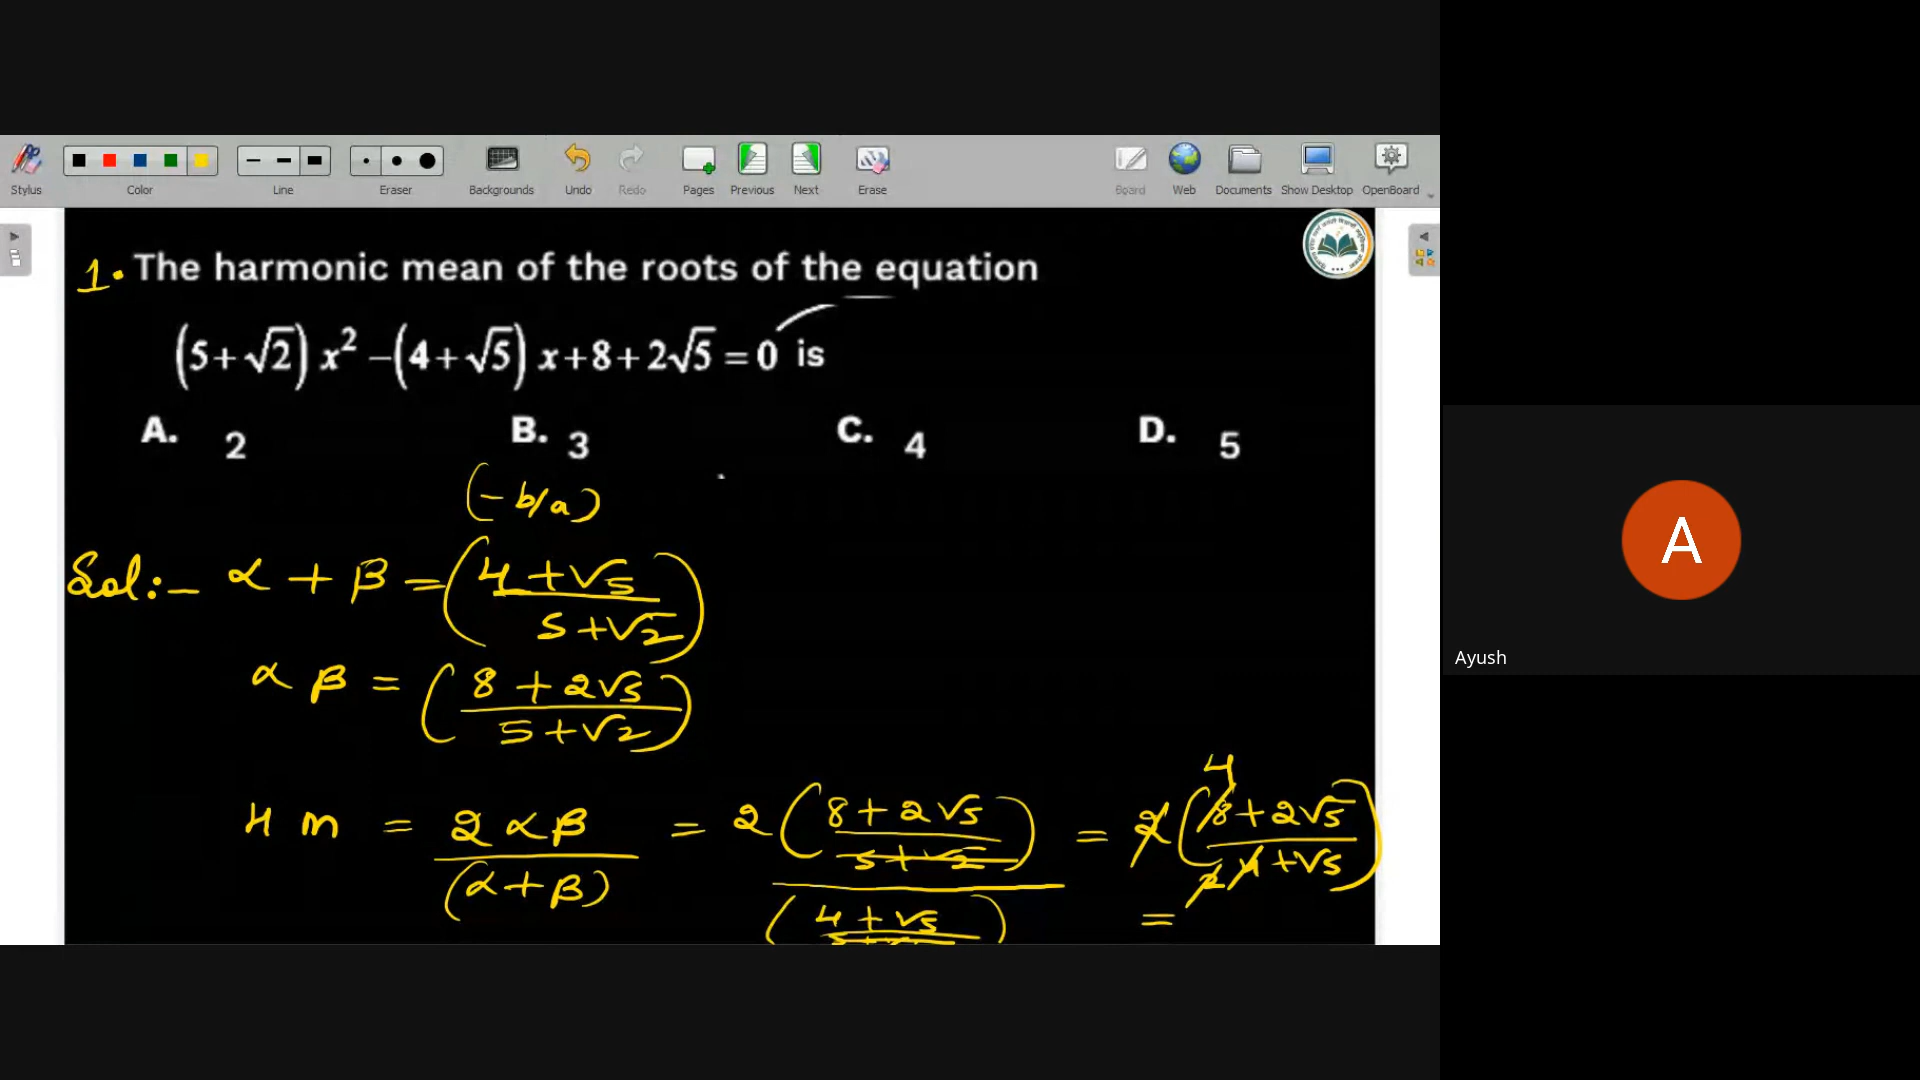 Stylus Color Line Eraser Backgrounds Undo Redo Pages Previous Next Erase Board Web Documents Show Desktop OpenBoard
1. The harmonic mean of the roots of the equation
(5+√2) x² −(4+√5) x+8+2√5 = 0 is
A. 2 B. 3 C. 4 D. 5
(- b/a)
Sol:- α + β = (4+√5 / 5+√2)
α β = (8 + 2√5 / 5+√2)
H m = 2αβ / (α+β) = 2 (8+2√5 / 5+√2) / (4+√5 / 5+√2) = 2 (8+2√5 / 4+√5)
4
2
=
A
Ayush